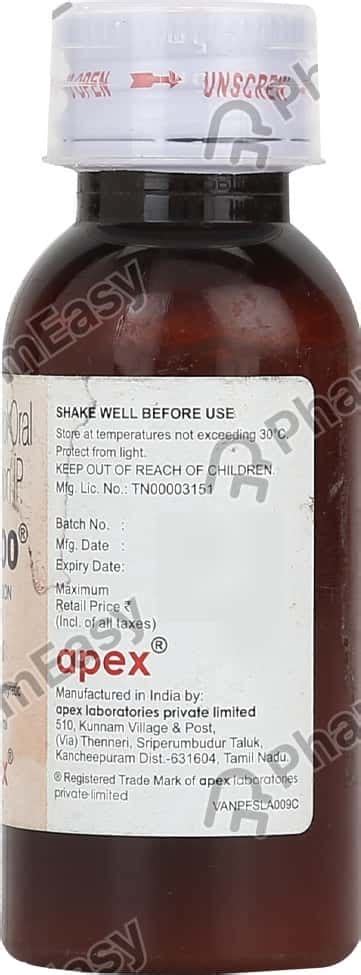 OPEN → UNSCREW
Oral
I.P.
®
SHAKE WELL BEFORE USE
Store at temperatures not exceeding 30°C.
Protect from light.
KEEP OUT OF REACH OF CHILDREN.
Mfg. Lic. No.: TN00003151
Batch No. :
Mfg. Date :
Expiry Date:
Maximum
Retail Price ₹
(Incl. of all taxes)
apex®
Manufactured in India by:
apex laboratories private limited
510, Kunnam Village & Post,
(Via) Thenneri, Sriperumbudur Taluk,
Kancheepuram Dist.-631604, Tamil Nadu.
® Registered Trade Mark of apex laboratories
private limited
VANPFSLA009C